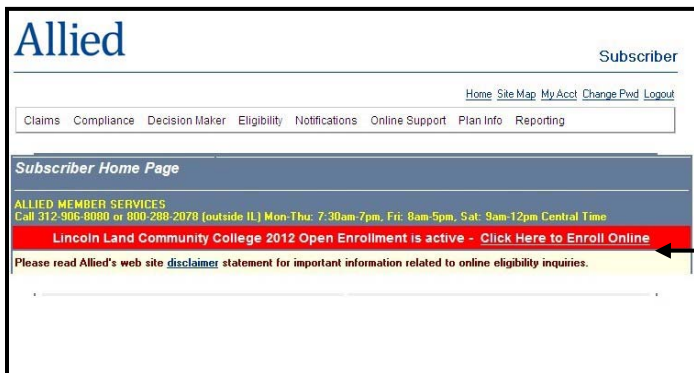 Allied
Subscriber
Home Site Map My Acct Change Pwd Logout
Claims Compliance Decision Maker Eligibility Notifications Online Support Plan Info Reporting
Subscriber Home Page
ALLIED MEMBER SERVICES
Call 312-906-8080 or 800-288-2078 (outside IL) Mon-Thu: 7:30am-7pm, Fri: 8am-5pm, Sat: 9am-12pm Central Time
Lincoln Land Community College 2012 Open Enrollment is active - Click Here to Enroll Online
Please read Allied's web site disclaimer statement for important information related to online eligibility inquiries.